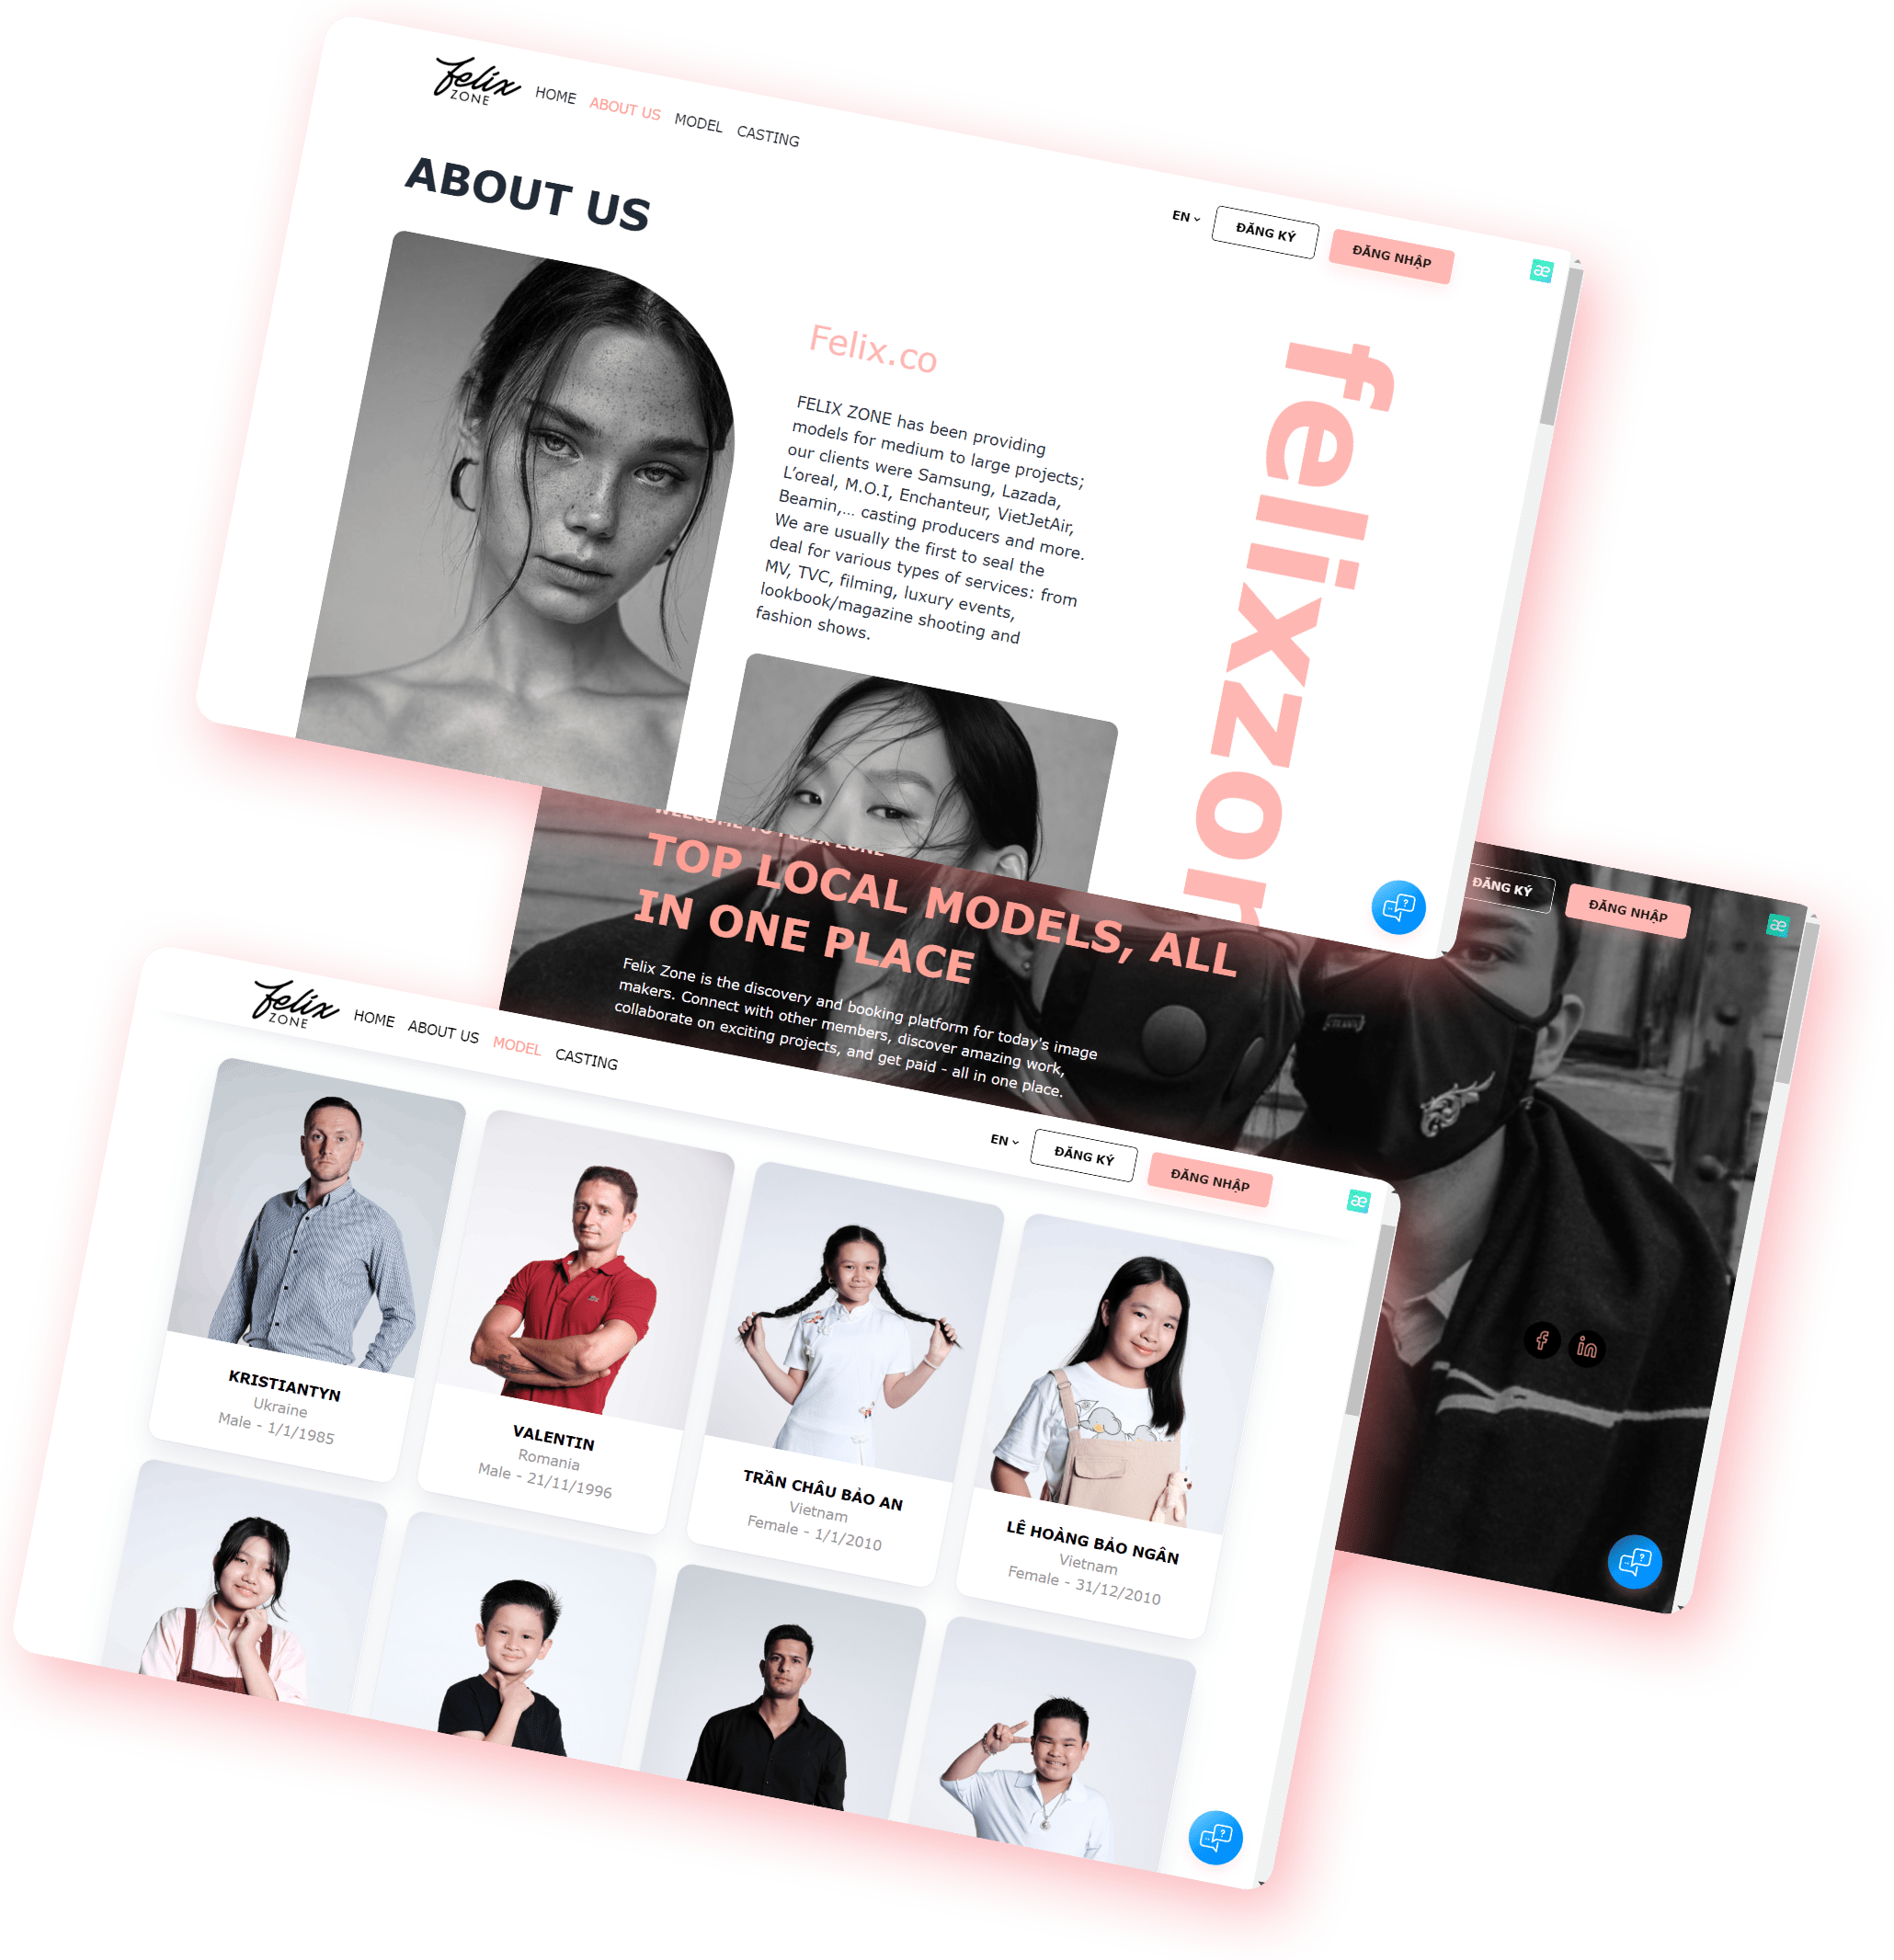 felix
ZONE
HOME
ABOUT US
MODEL
CASTING
EN
ĐĂNG KÝ
ĐĂNG NHẬP
æ
ABOUT US
Felix.co
FELIX ZONE has been providing
models for medium to large projects;
our clients were Samsung, Lazada,
L’oreal, M.O.I, Enchanteur, VietJetAir,
Beamin,... casting producers and more.
We are usually the first to seal the
deal for various types of services: from
MV, TVC, filming, luxury events,
lookbook/magazine shooting and
fashion shows.
felixzon
WELCOME TO FELIX ZONE
TOP LOCAL MODELS, ALL
IN ONE PLACE
Felix Zone is the discovery and booking platform for today's image
makers. Connect with other members, discover amazing work,
collaborate on exciting projects, and get paid - all in one place.
ĐĂNG KÝ
ĐĂNG NHẬP
æ
f
in
felix
ZONE
HOME
ABOUT US
MODEL
CASTING
EN
ĐĂNG KÝ
ĐĂNG NHẬP
æ
KRISTIANTYN
Ukraine
Male - 1/1/1985
VALENTIN
Romania
Male - 21/11/1996
TRẦN CHÂU BẢO AN
Vietnam
Female - 1/1/2010
LÊ HOÀNG BẢO NGÂN
Vietnam
Female - 31/12/2010